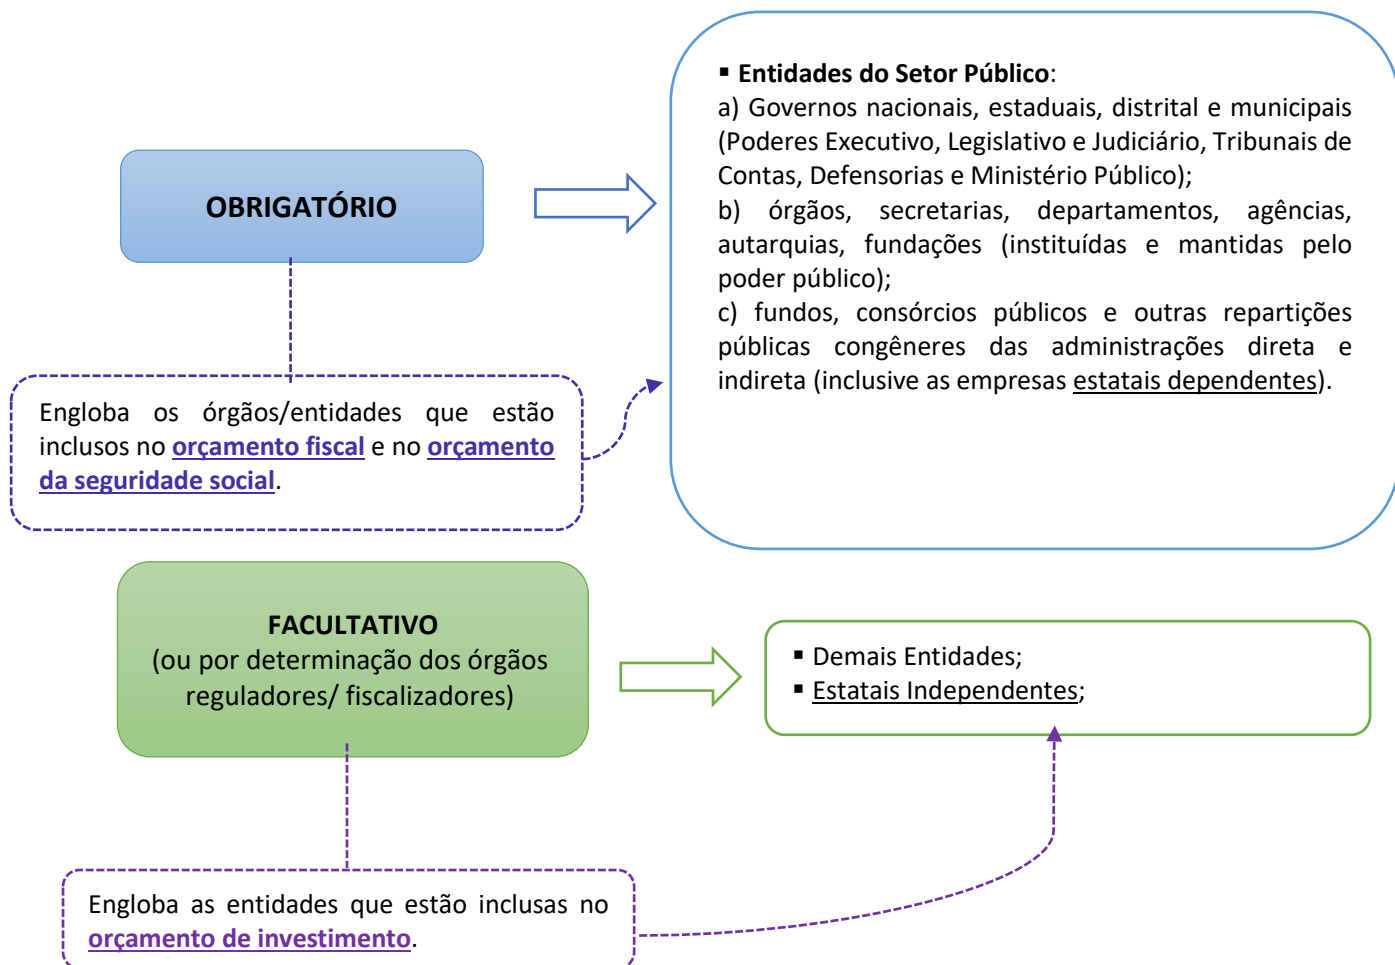 ▪ Entidades do Setor Público:
a) Governos nacionais, estaduais, distrital e municipais
(Poderes Executivo, Legislativo e Judiciário, Tribunais de
Contas, Defensorias e Ministério Público);
b) órgãos, secretarias, departamentos, agências,
autarquias, fundações (instituídas e mantidas pelo
poder público);
c) fundos, consórcios públicos e outras repartições
públicas congêneres das administrações direta e
indireta (inclusive as empresas estatais dependentes).
OBRIGATÓRIO
Engloba os órgãos/entidades que estão
inclusos no orçamento fiscal e no orçamento
da seguridade social.
FACULTATIVO
(ou por determinação dos órgãos
reguladores/ fiscalizadores)
▪ Demais Entidades;
▪ Estatais Independentes;
Engloba as entidades que estão inclusas no
orçamento de investimento.